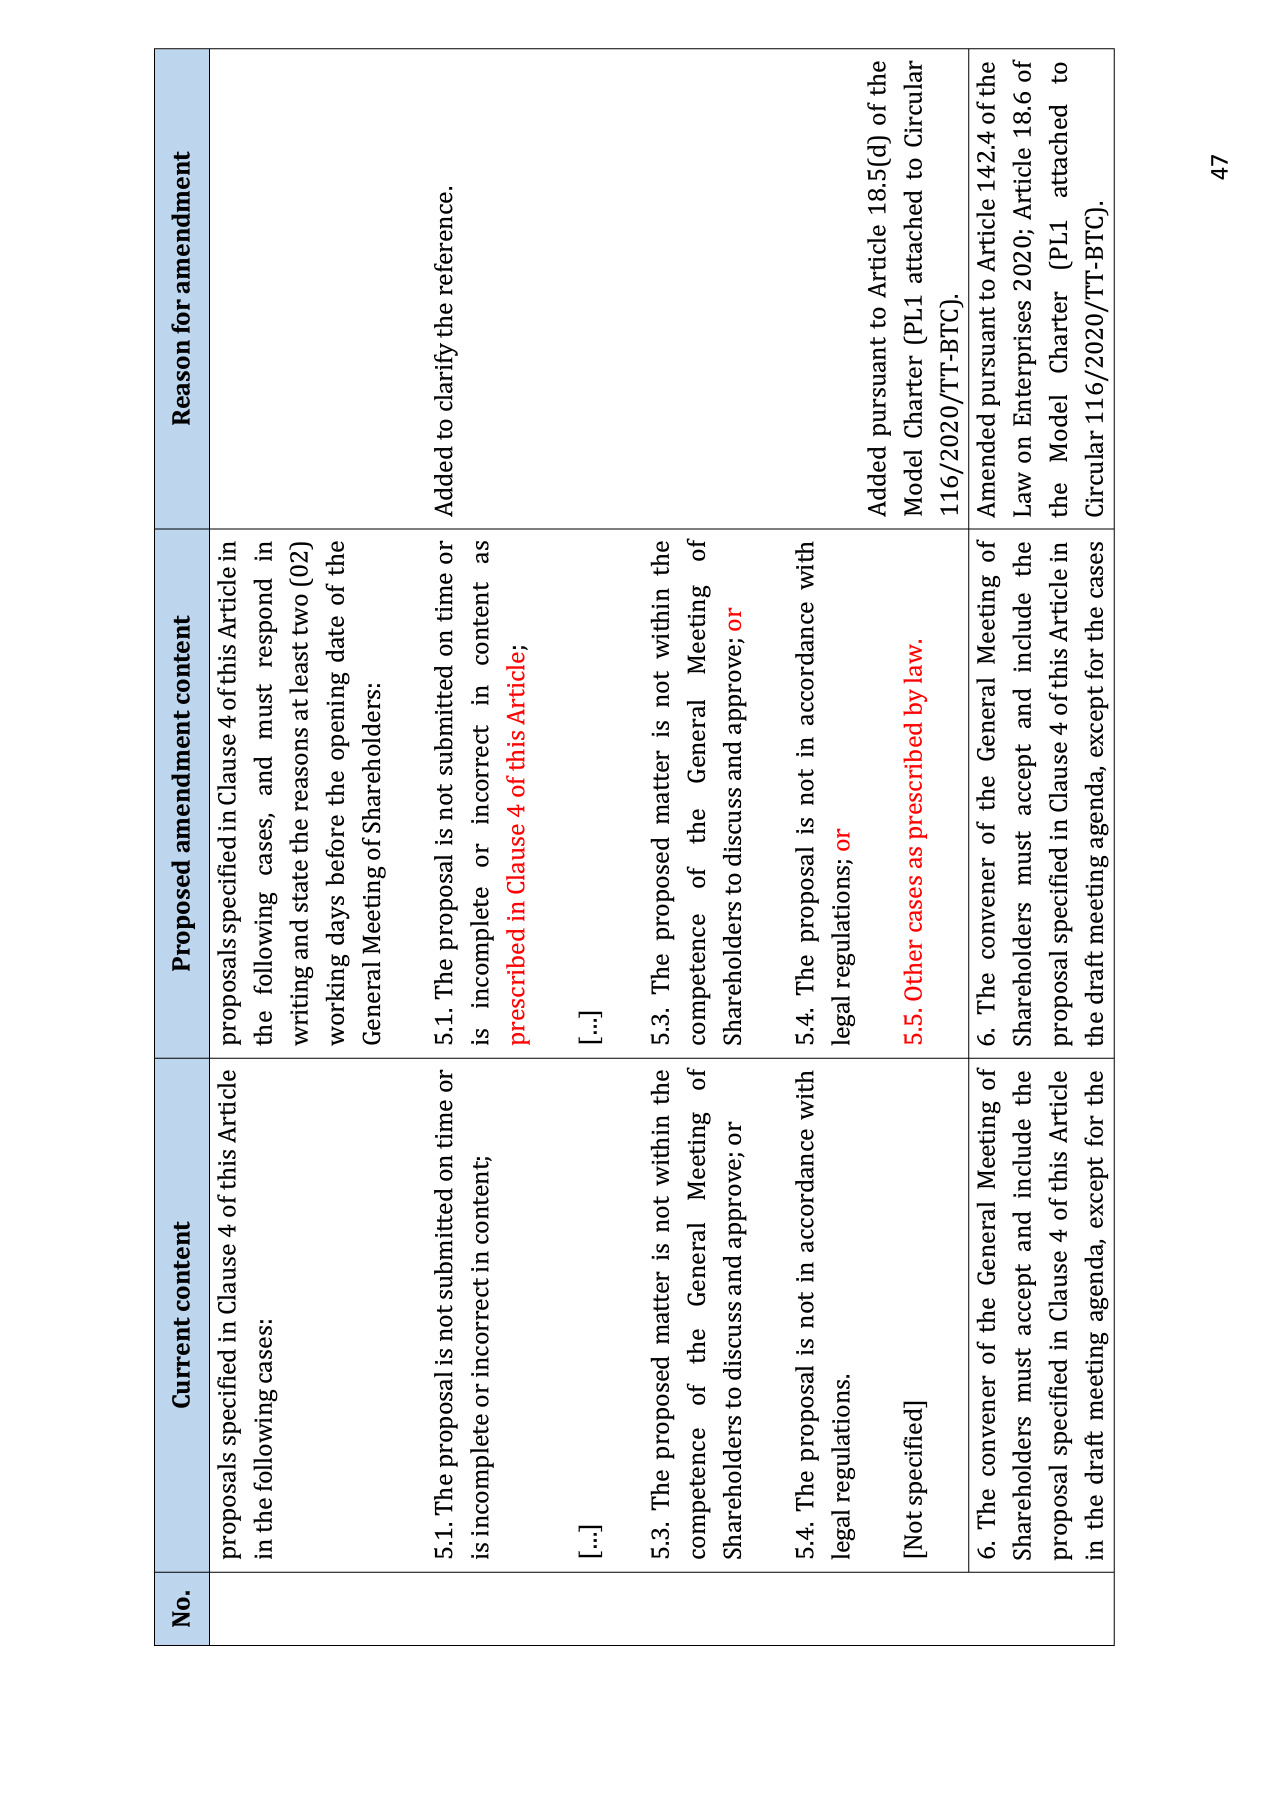 No.
Current content
Proposed amendment content
Reason for amendment
proposals specified in Clause 4 of this Article
in the following cases:
5.1. The proposal is not submitted on time or
is incomplete or incorrect in content;
[...]
5.3. The proposed matter is not within the
competence of the General Meeting of
Shareholders to discuss and approve; or
5.4. The proposal is not in accordance with
legal regulations.
[Not specified]
proposals specified in Clause 4 of this Article in
the following cases, and must respond in
writing and state the reasons at least two (02)
working days before the opening date of the
General Meeting of Shareholders:
5.1. The proposal is not submitted on time or
is incomplete or incorrect in content as
prescribed in Clause 4 of this Article;
[...]
5.3. The proposed matter is not within the
competence of the General Meeting of
Shareholders to discuss and approve; or
5.4. The proposal is not in accordance with
legal regulations; or
5.5. Other cases as prescribed by law.
Added to clarify the reference.
Added pursuant to Article 18.5(d) of the
Model Charter (PL1 attached to Circular
116/2020/TT-BTC).
6. The convener of the General Meeting of
Shareholders must accept and include the
proposal specified in Clause 4 of this Article
in the draft meeting agenda, except for the
6. The convener of the General Meeting of
Shareholders must accept and include the
proposal specified in Clause 4 of this Article in
the draft meeting agenda, except for the cases
Amended pursuant to Article 142.4 of the
Law on Enterprises 2020; Article 18.6 of
the Model Charter (PL1 attached to
Circular 116/2020/TT-BTC).
47